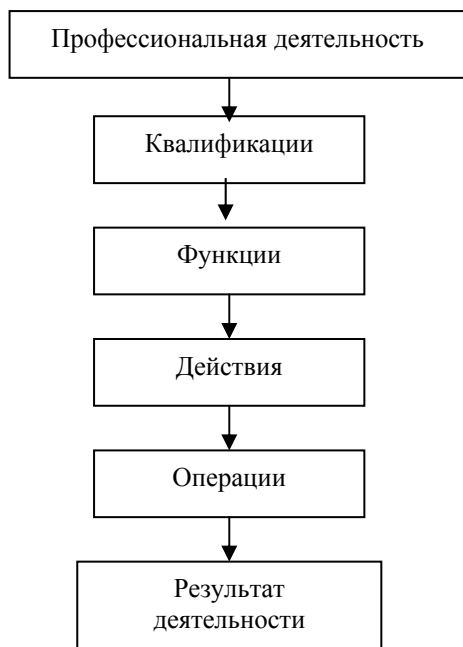 Профессиональная деятельность
Квалификации
Функции
Действия
Операции
Результат
деятельности